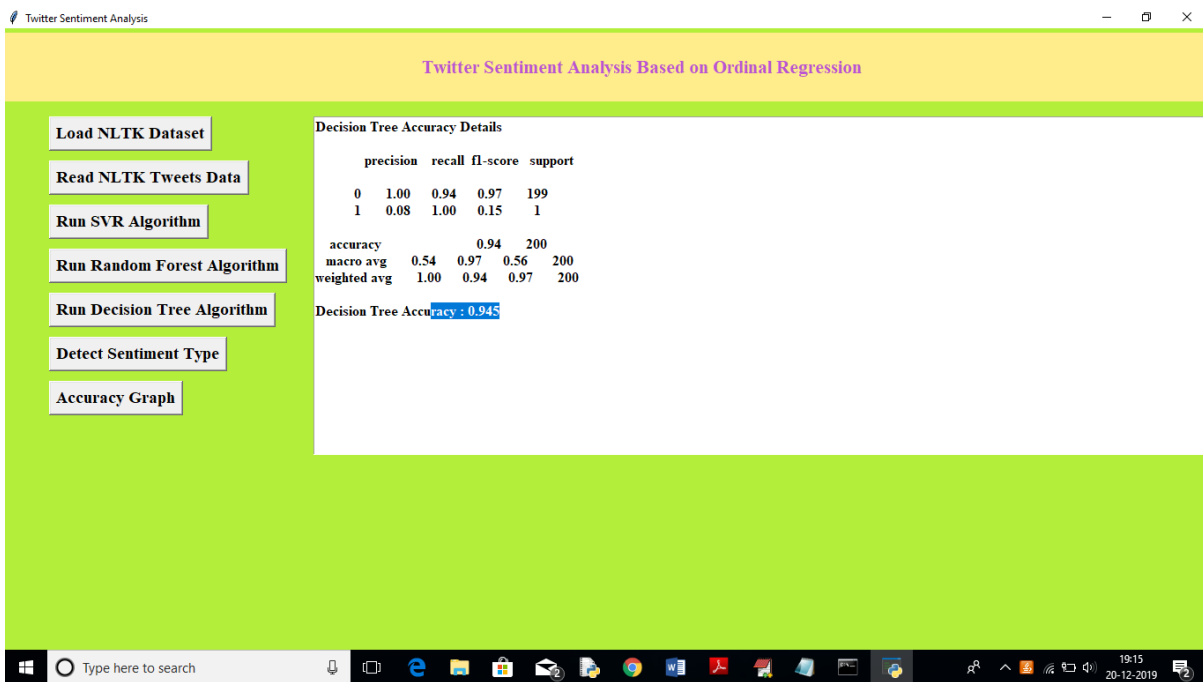 Twitter Sentiment Analysis
Twitter Sentiment Analysis Based on Ordinal Regression
Load NLTK Dataset
Read NLTK Tweets Data
Run SVR Algorithm
Run Random Forest Algorithm
Run Decision Tree Algorithm
Detect Sentiment Type
Accuracy Graph
Decision Tree Accuracy Details
precision recall f1-score support
0 1.00 0.94 0.97 199
1 0.08 1.00 0.15 1
accuracy 0.94 200
macro avg 0.54 0.97 0.56 200
weighted avg 1.00 0.94 0.97 200
Decision Tree Accuracy : 0.945
Type here to search
19:15
20-12-2019